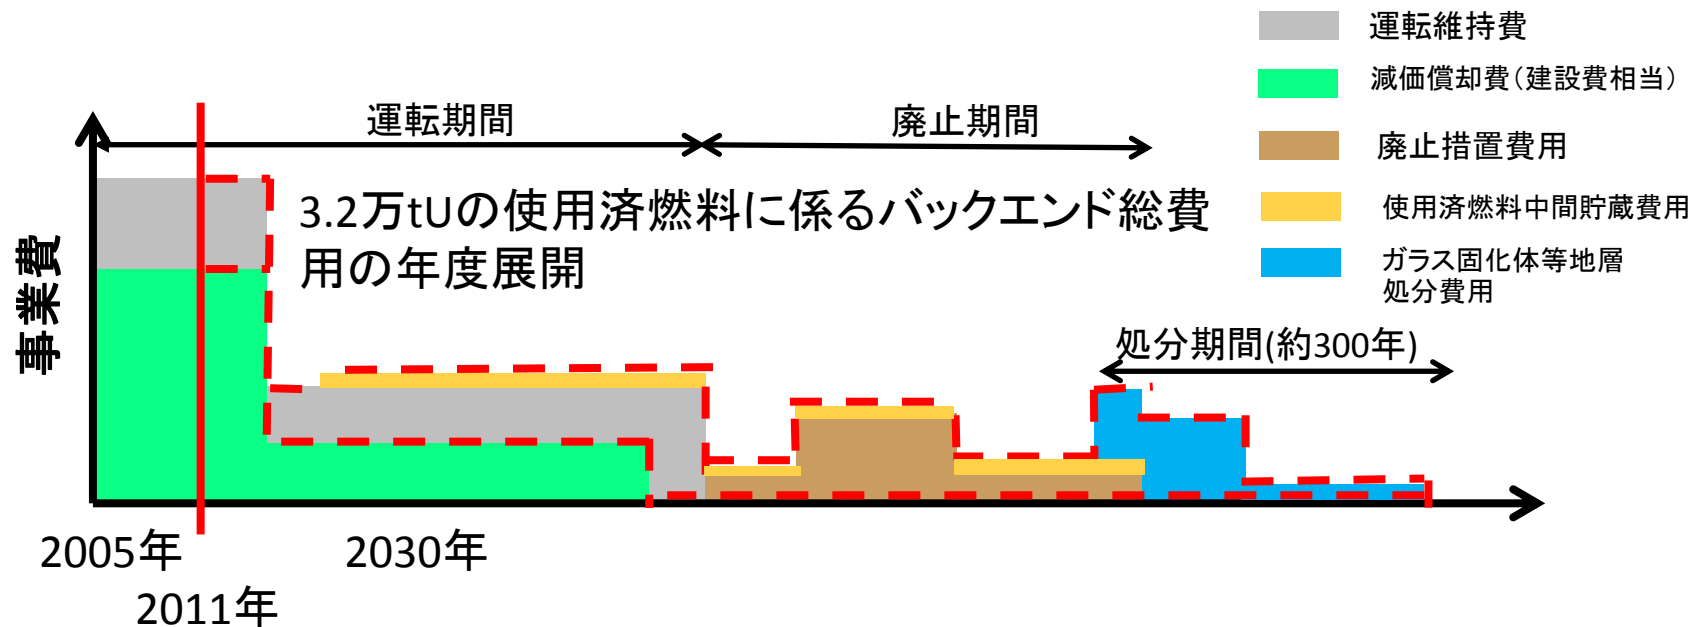 運転維持費
減価償却費(建設費相当)
廃止措置費用
使用済燃料中間貯蔵費用
ガラス固化体等地層
処分費用
運転期間
廃止期間
3.2万tUの使用済燃料に係るバックエンド総費
用の年度展開
事業費
処分期間(約300年)
2005年
2030年
2011年